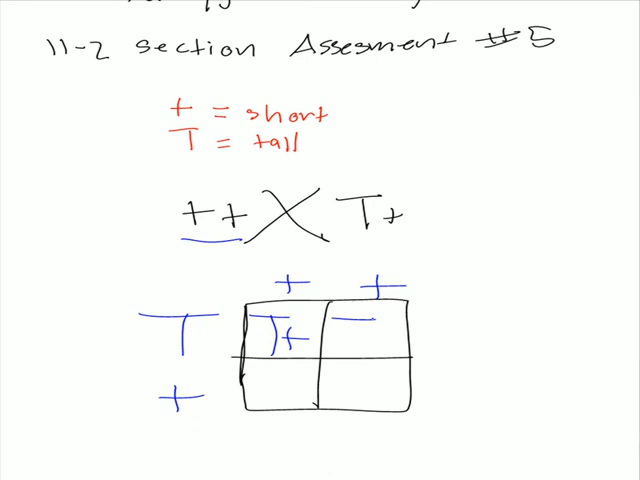 11-2 section Assesment #5
t = short
T = tall
tt X Tt
t t
T Tt
t